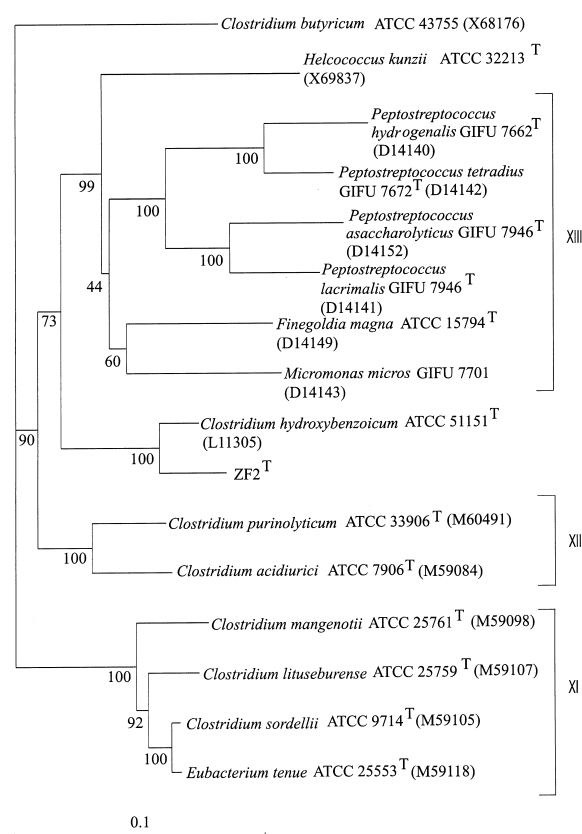 Clostridium butyricum ATCC 43755 (X68176)
Helcococcus kunzii ATCC 32213 T
(X69837)
Peptostreptococcus
hydrogenalis GIFU 7662T
(D14140)
100
Peptostreptococcus tetradius
GIFU 7672T (D14142)
99
100
Peptostreptococcus
asaccharolyticus GIFU 7946T
(D14152)
XIII
100
Peptostreptococcus
lacrimalis GIFU 7946 T
(D14141)
44
73
Finegoldia magna ATCC 15794T
(D14149)
60
Micromonas micros GIFU 7701
(D14143)
Clostridium hydroxybenzoicum ATCC 51151T
(L11305)
90
100
ZF2T
Clostridium purinolyticum ATCC 33906T (M60491)
XII
100
Clostridium acidiurici ATCC 7906T (M59084)
Clostridium mangenotii ATCC 25761T (M59098)
100
Clostridium lituseburense ATCC 25759 T (M59107)
XI
92
Clostridium sordellii ATCC 9714T (M59105)
100
Eubacterium tenue ATCC 25553T (M59118)
0.1